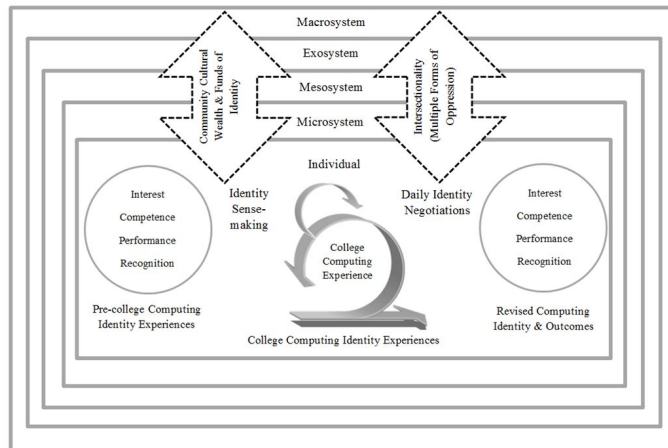 Macrosystem
Exosystem
Mesosystem
Microsystem
Individual
Community Cultural
Wealth & Funds of
Identity
Intersectionality
(Multiple Forms of
Oppression)
Identity
Sense-
making
Daily Identity
Negotiations
Interest
Competence
Performance
Recognition
Pre-college Computing
Identity Experiences
College
Computing
Experience
College Computing Identity Experiences
Interest
Competence
Performance
Recognition
Revised Computing
Identity & Outcomes